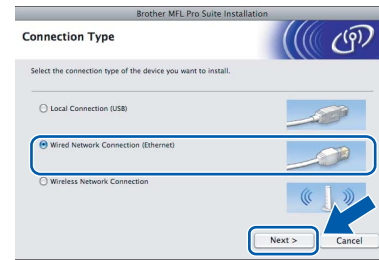 Brother MFL Pro Suite Installation
Connection Type
Select the connection type of the device you want to install.
Local Connection (USB)
Wired Network Connection (Ethernet)
Wireless Network Connection
Next >
Cancel